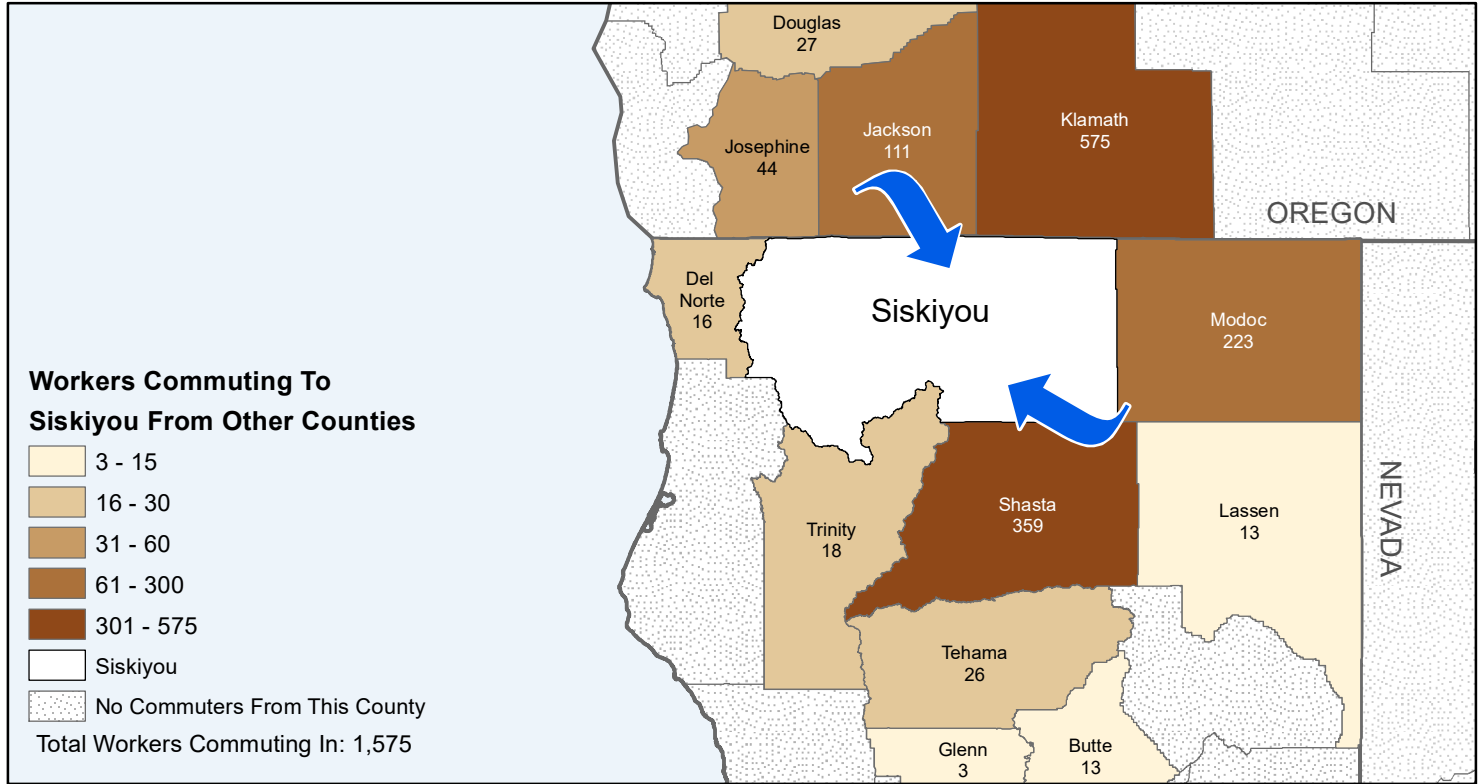 Douglas
27
Klamath
575
Jackson
111
Josephine
44
OREGON
Del
Norte
16
Siskiyou
Modoc
223
Workers Commuting To
Siskiyou From Other Counties
3 - 15
16 - 30
31 - 60
61 - 300
301 - 575
Siskiyou
No Commuters From This County
Total Workers Commuting In: 1,575
NEVADA
Shasta
359
Lassen
13
Trinity
18
Tehama
26
Glenn
3
Butte
13